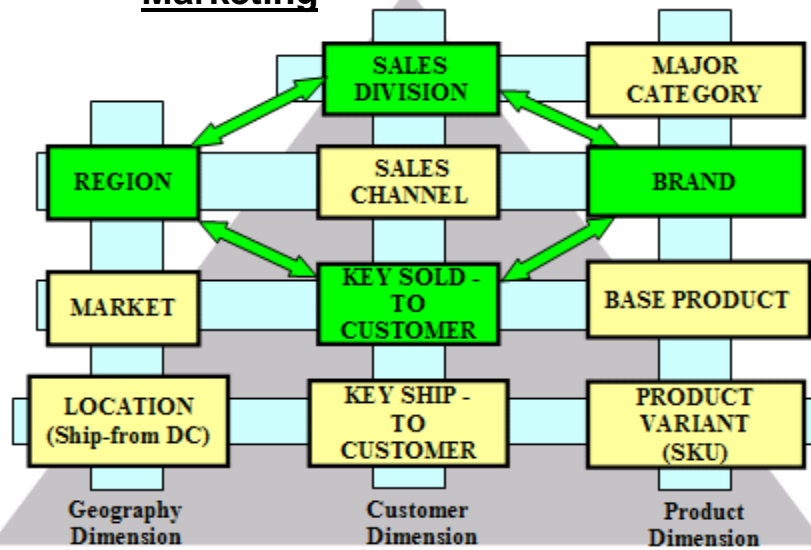 Marketing
SALES
DIVISION
MAJOR
CATEGORY
REGION
SALES
CHANNEL
BRAND
MARKET
KEY SOLD -
TO
CUSTOMER
BASE PRODUCT
LOCATION
(Ship-from DC)
KEY SHIP -
TO
CUSTOMER
PRODUCT
VARIANT
(SKU)
Geography
Dimension
Customer
Dimension
Product
Dimension